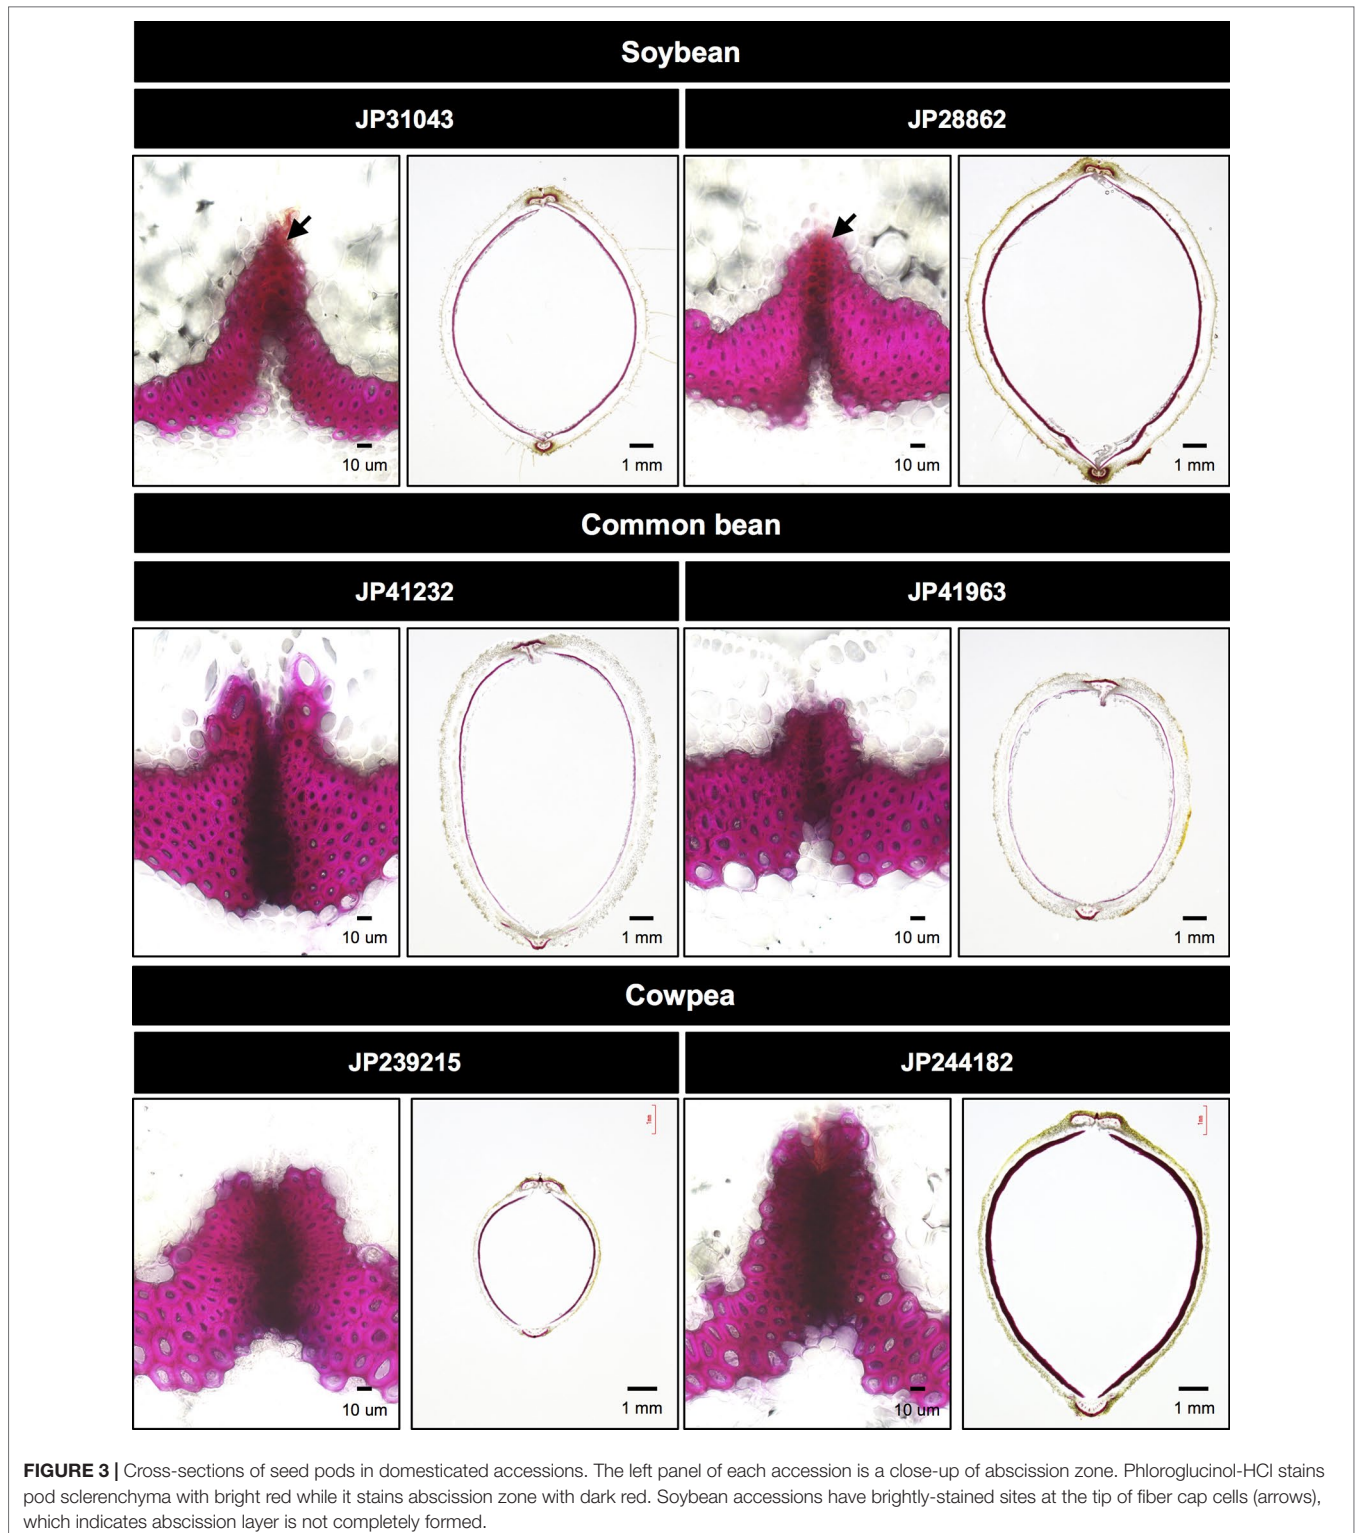 Soybean
JP31043
JP28862
10 um
1 mm
10 um
1 mm
Common bean
JP41232
JP41963
10 um
1 mm
10 um
1 mm
Cowpea
JP239215
JP244182
1mm
1mm
10 um
1 mm
10 um
1 mm
FIGURE 3 | Cross-sections of seed pods in domesticated accessions. The left panel of each accession is a close-up of abscission zone. Phloroglucinol-HCl stains
pod sclerenchyma with bright red while it stains abscission zone with dark red. Soybean accessions have brightly-stained sites at the tip of fiber cap cells (arrows),
which indicates abscission layer is not completely formed.